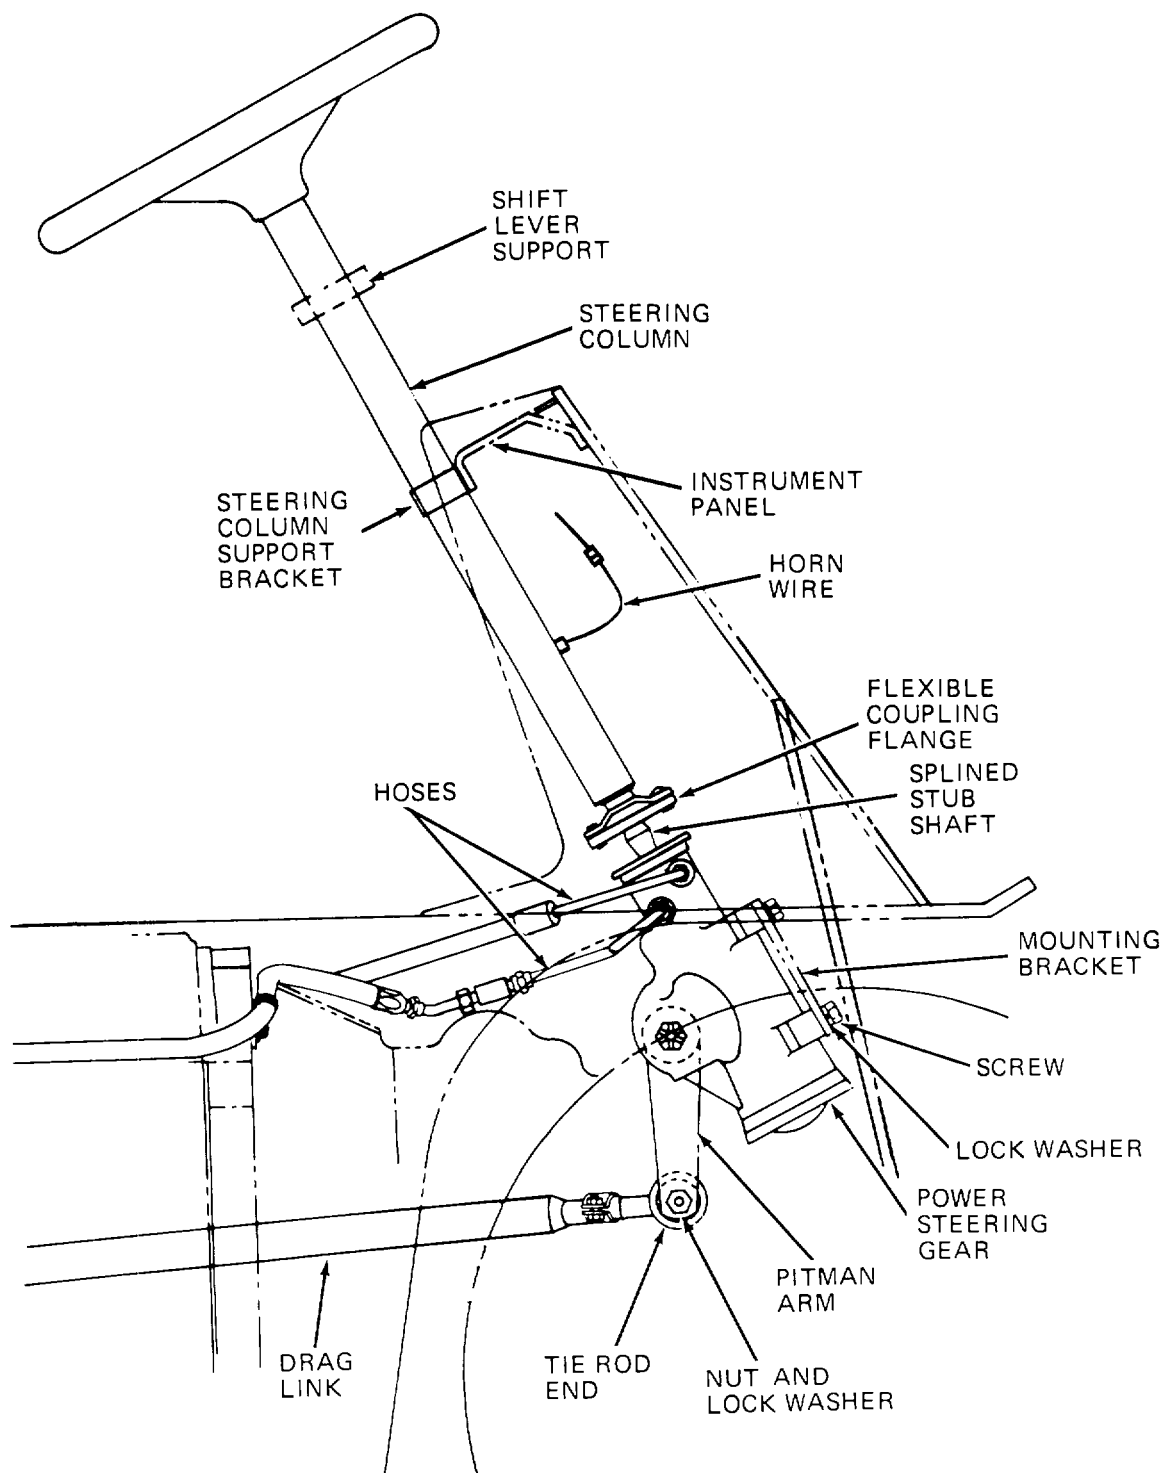 SHIFT
LEVER
SUPPORT
STEERING
COLUMN
INSTRUMENT
PANEL
STEERING
COLUMN
SUPPORT
BRACKET
HORN
WIRE
FLEXIBLE
COUPLING
FLANGE
SPLINED
STUB
SHAFT
HOSES
MOUNTING
BRACKET
SCREW
LOCK WASHER
POWER
STEERING
GEAR
PITMAN
ARM
DRAG
LINK
TIE ROD
END
NUT AND
LOCK WASHER